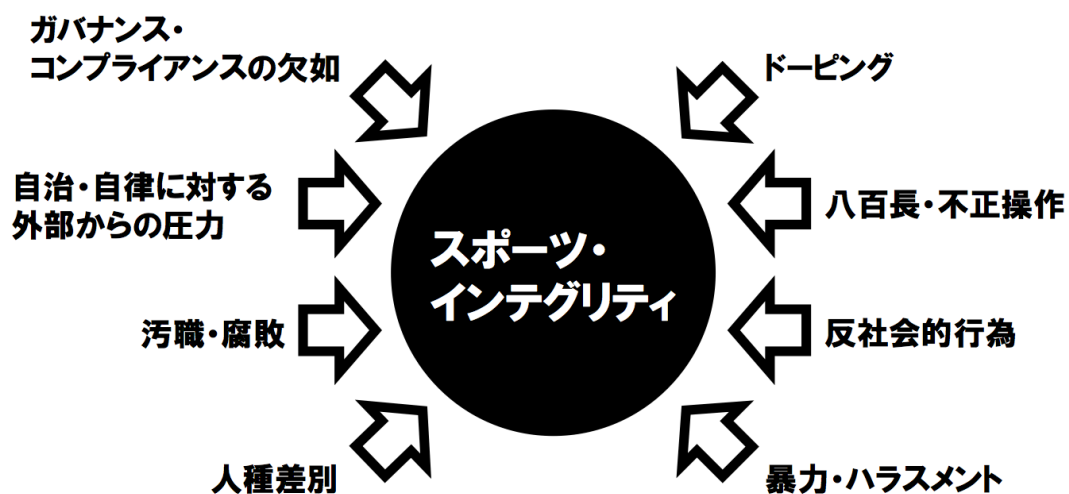 ガバナンス・
コンプライアンスの欠如
自治・自律に対する
外部からの圧力
汚職・腐敗
人種差別
スポーツ・
インテグリティ
ドーピング
八百長・不正操作
反社会的行為
暴力・ハラスメント